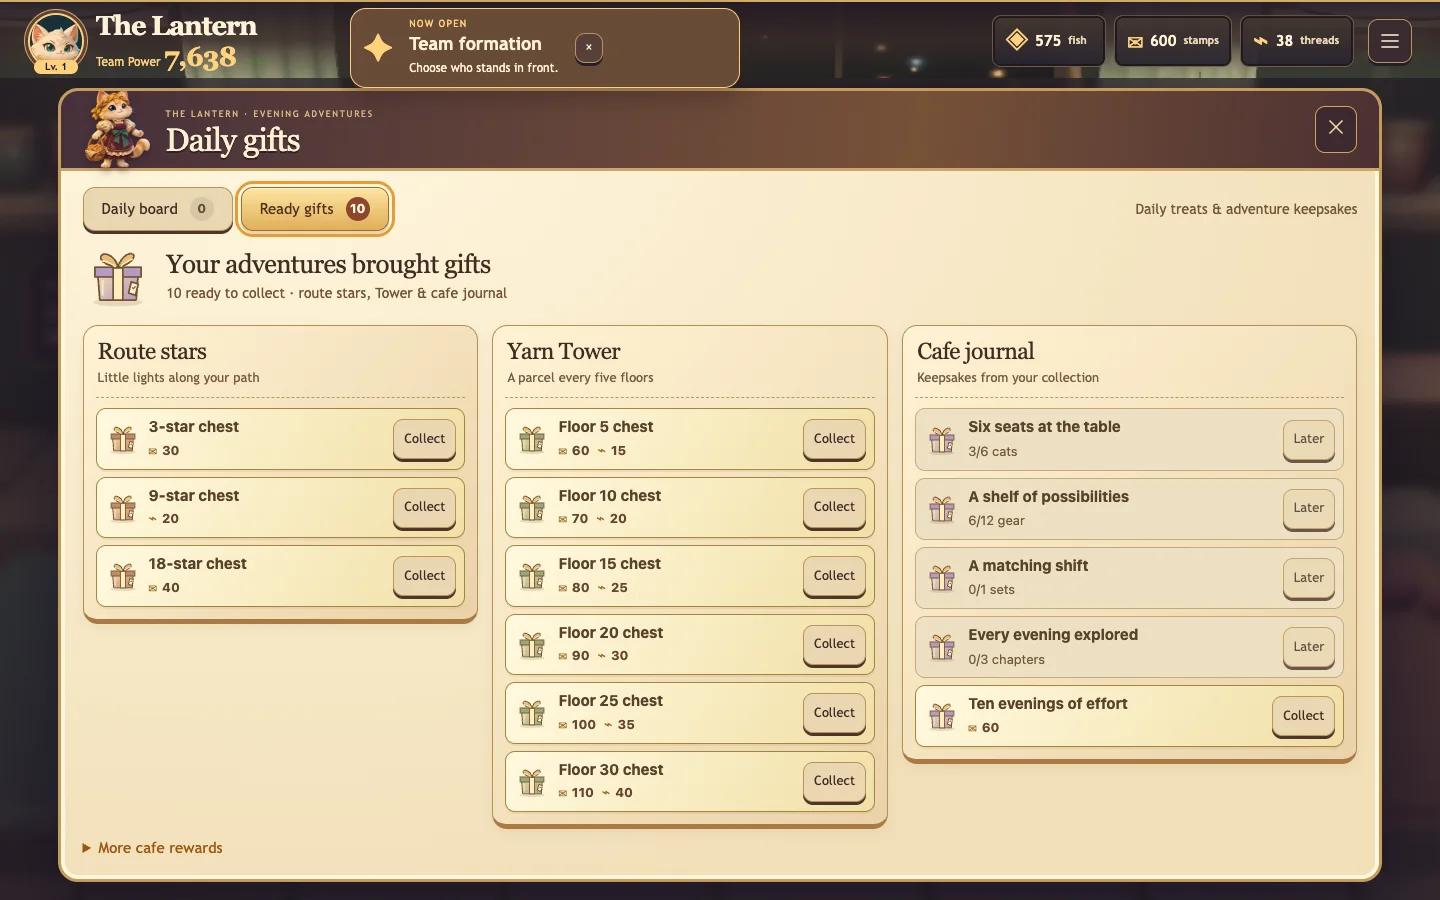 The Lantern
Team Power 7,638
Lv. 1
NOW OPEN
Team formation
Choose who stands in front.
×
575 fish
600 stamps
38 threads
THE LANTERN · EVENING ADVENTURES
Daily gifts
Daily board 0
Ready gifts 10
Daily treats & adventure keepsakes
Your adventures brought gifts
10 ready to collect · route stars, Tower & cafe journal
Route stars
Little lights along your path
3-star chest
30
Collect
9-star chest
20
Collect
18-star chest
40
Collect
Yarn Tower
A parcel every five floors
Floor 5 chest
60 15
Collect
Floor 10 chest
70 20
Collect
Floor 15 chest
80 25
Collect
Floor 20 chest
90 30
Collect
Floor 25 chest
100 35
Collect
Floor 30 chest
110 40
Collect
Cafe journal
Keepsakes from your collection
Six seats at the table
3/6 cats
Later
A shelf of possibilities
6/12 gear
Later
A matching shift
0/1 sets
Later
Every evening explored
0/3 chapters
Later
Ten evenings of effort
60
Collect
More cafe rewards